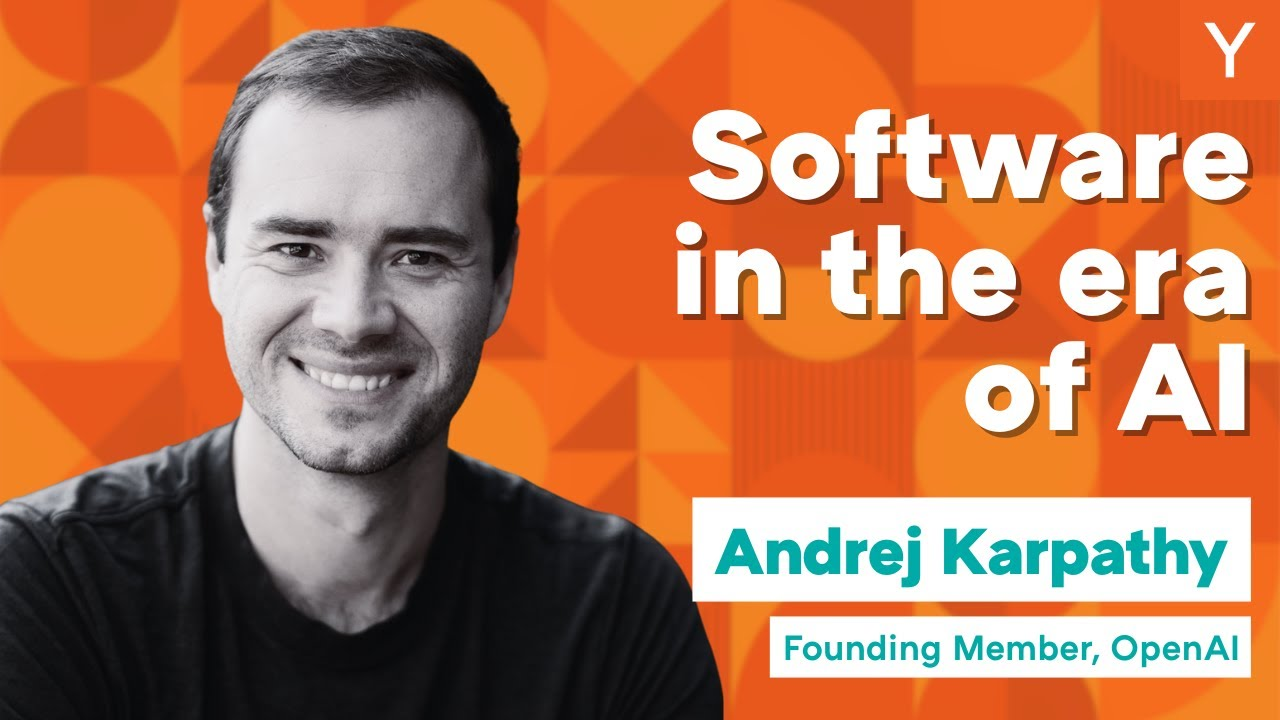 Y
Software
in the era
of AI
Andrej Karpathy
Founding Member, OpenAI